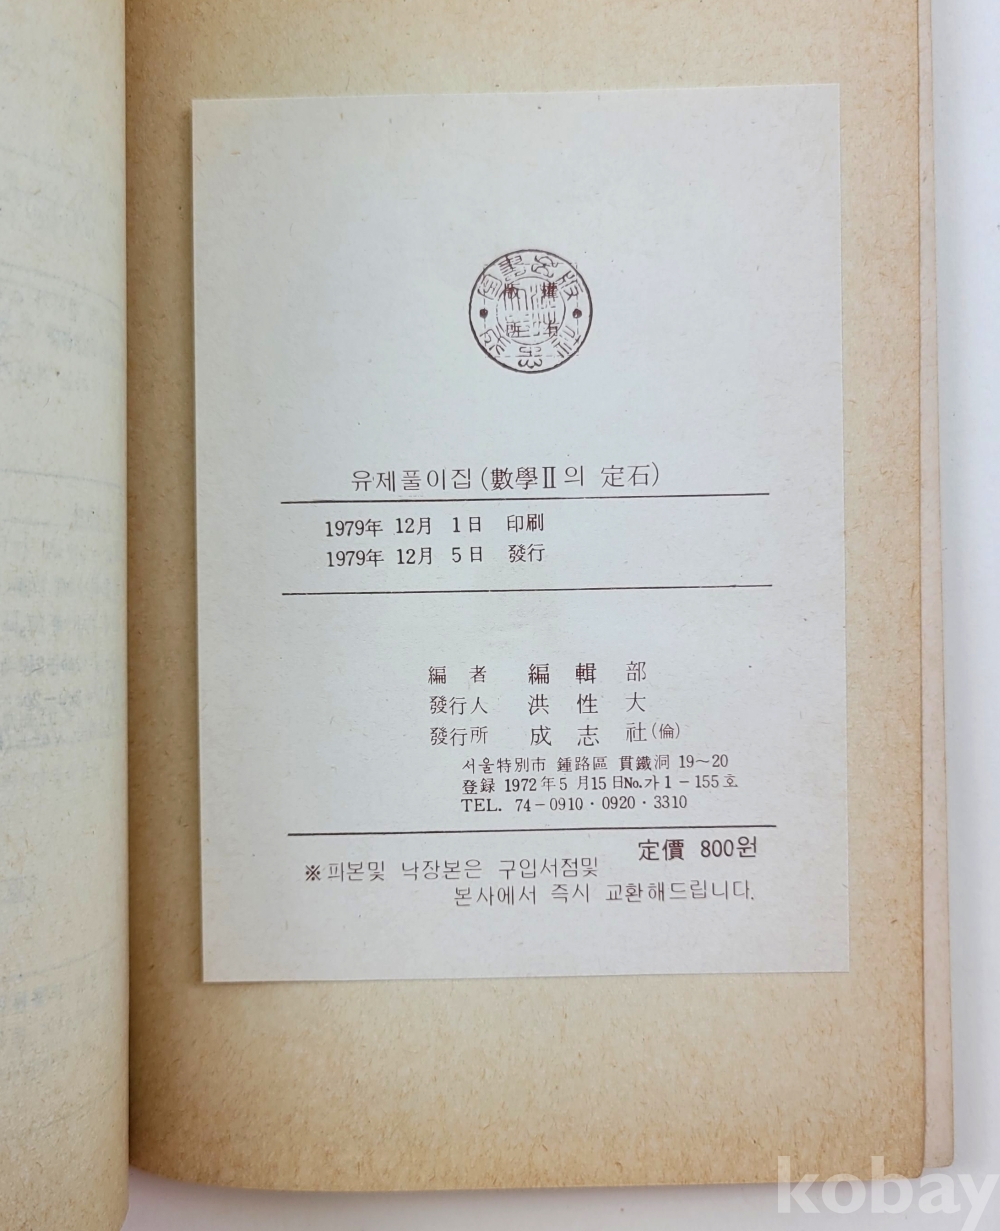 版權
所有
유제풀이집 (數學Ⅱ의 定石)
1979年 12月 1日 印刷
1979年 12月 5日 發行
編者 編輯部
發行人 洪性大
發行所 成志社(倫)
서울特別市 鍾路區 貫鐵洞 19~20
登録 1972年 5月 15日 No.가 1-155호
TEL. 74-0910·0920·3310
定價 800원
※ 피본및 낙장본은 구입서점및
본사에서 즉시 교환해드립니다.
kobay